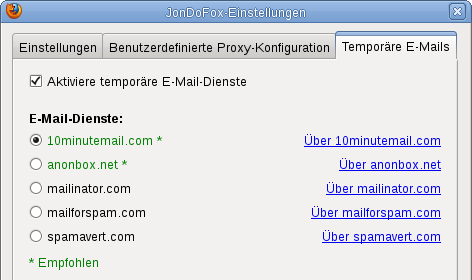 JonDoFox-Einstellungen
Einstellungen Benutzerdefinierte Proxy-Konfiguration Temporäre E-Mails
Aktiviere temporäre E-Mail-Dienste
E-Mail-Dienste:
10minutemail.com * Über 10minutemail.com
anonbox.net * Über anonbox.net
mailinator.com Über mailinator.com
mailforspam.com Über mailforspam.com
spamavert.com Über spamavert.com
* Empfohlen